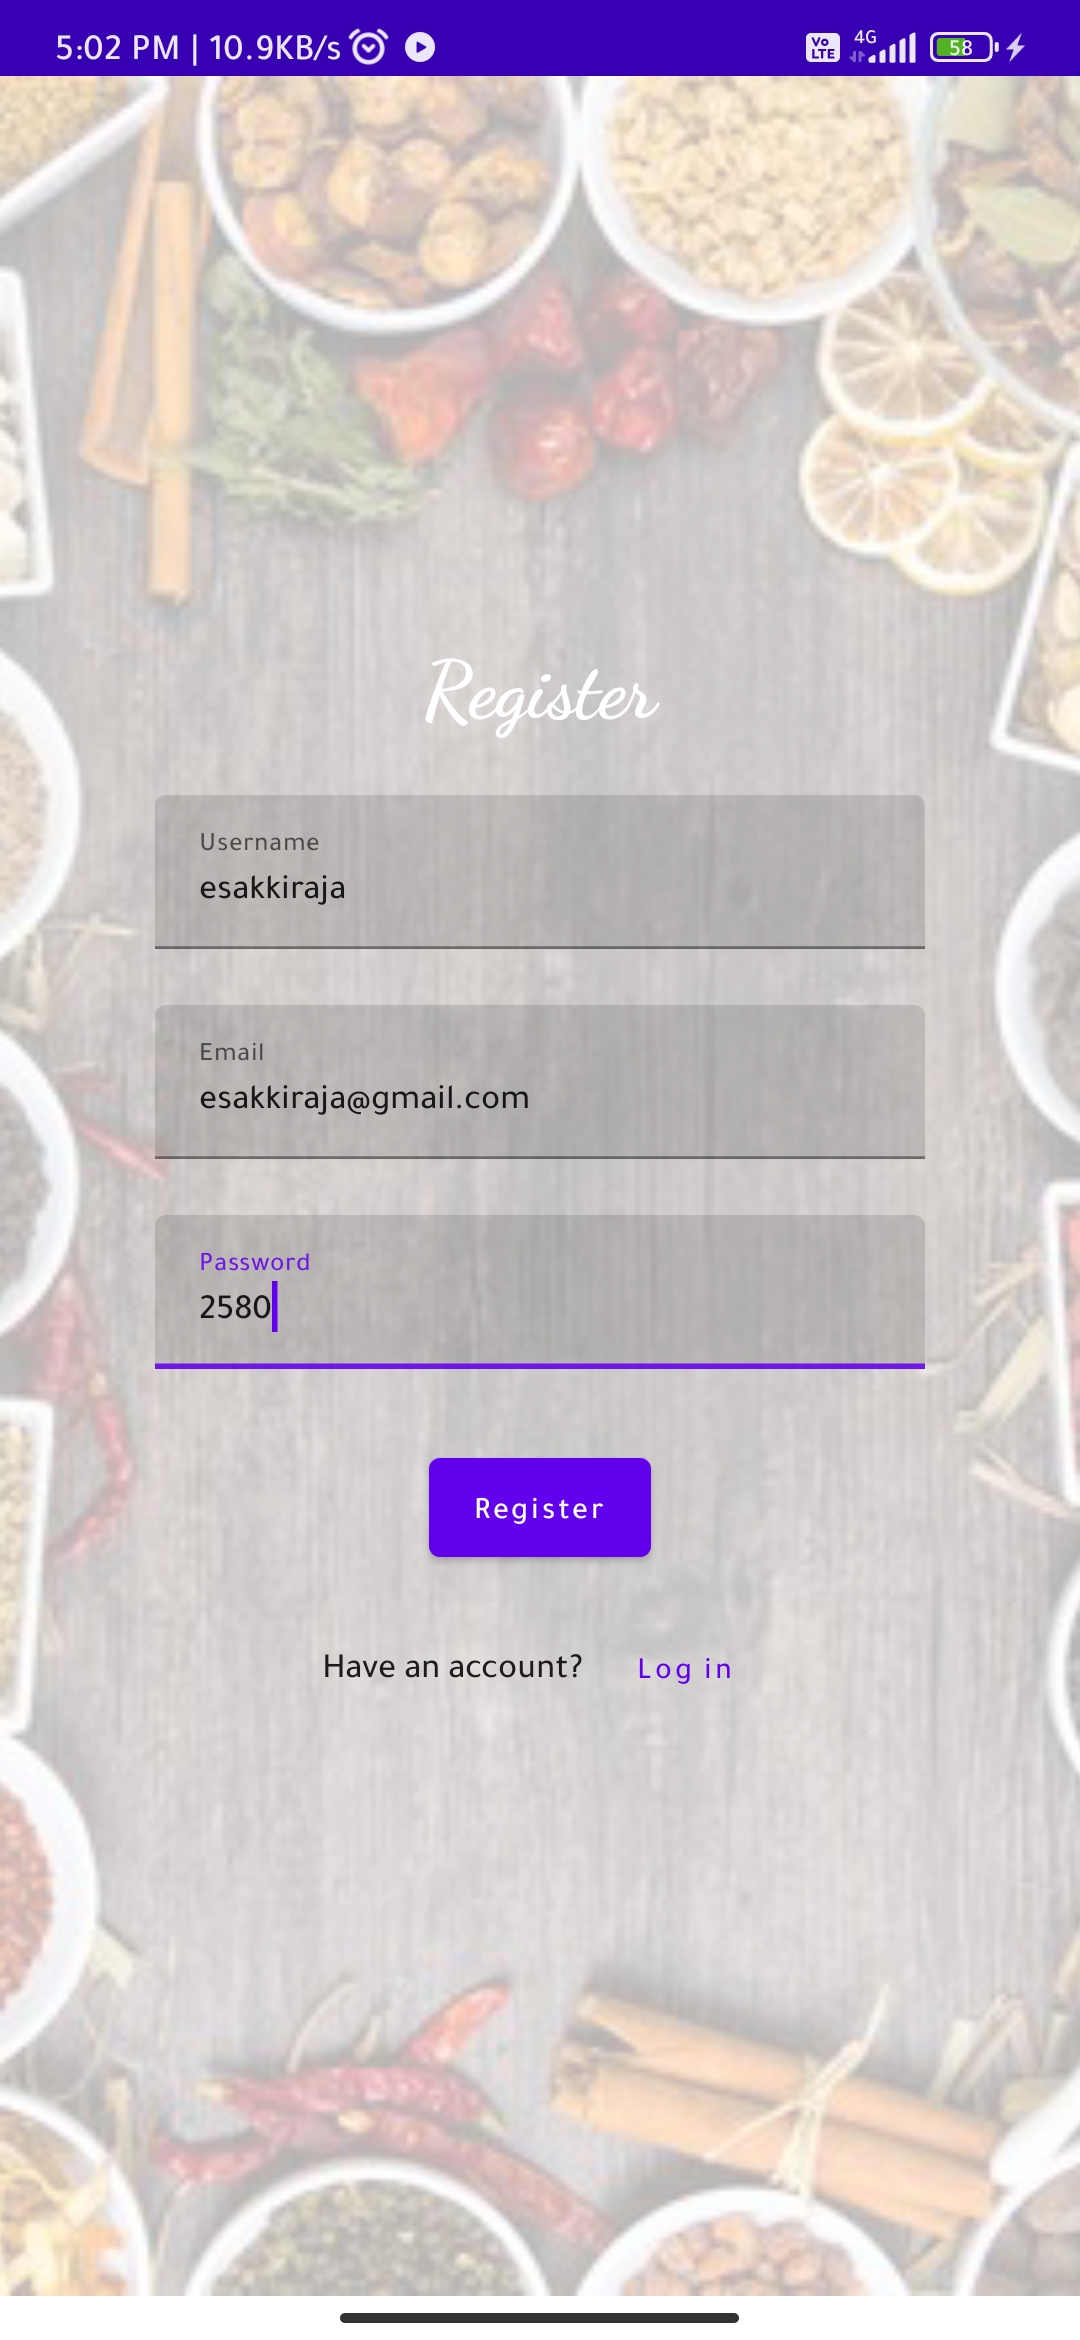 5:02 PM | 10.9KB/s Vo LTE 4G 58
Register
Username
esakkiraja
Email
esakkiraja@gmail.com
Password
2580
Register
Have an account? Log in